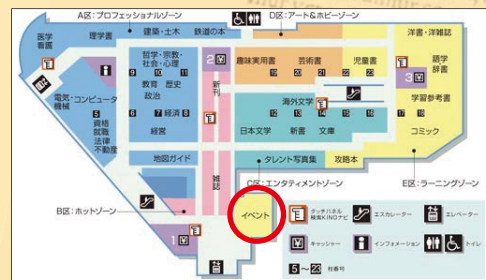 A区：プロフェッショナルゾーン
D区：アート&ホビーゾーン
医学
看護
理学書
建築・土木
鉄道の本
洋書・洋雑誌
哲学・宗教・
社会・心理
9 10 11
教育 歴史
政治
6 7 経済 8
経営
2
新刊
趣味実用書
芸術書
児童書
19 20 21 22 23
語学
辞書
3
電気・コンピュータ
機械
5
資格
就職
法律
不動産
海外文学
12 13 14 15 16
日本文学
新書
文庫
学習参考書
17 18
コミック
地図ガイド
雑誌
タレント写真集
攻略本
C区：エンタティメントゾーン
E区：ラーニングゾーン
B区：ホットゾーン
イベント
1
タッチパネル
検索KINOナビ
エスカレーター
エレベーター
キャッシャー
インフォメーション
トイレ
5～23 柱番号